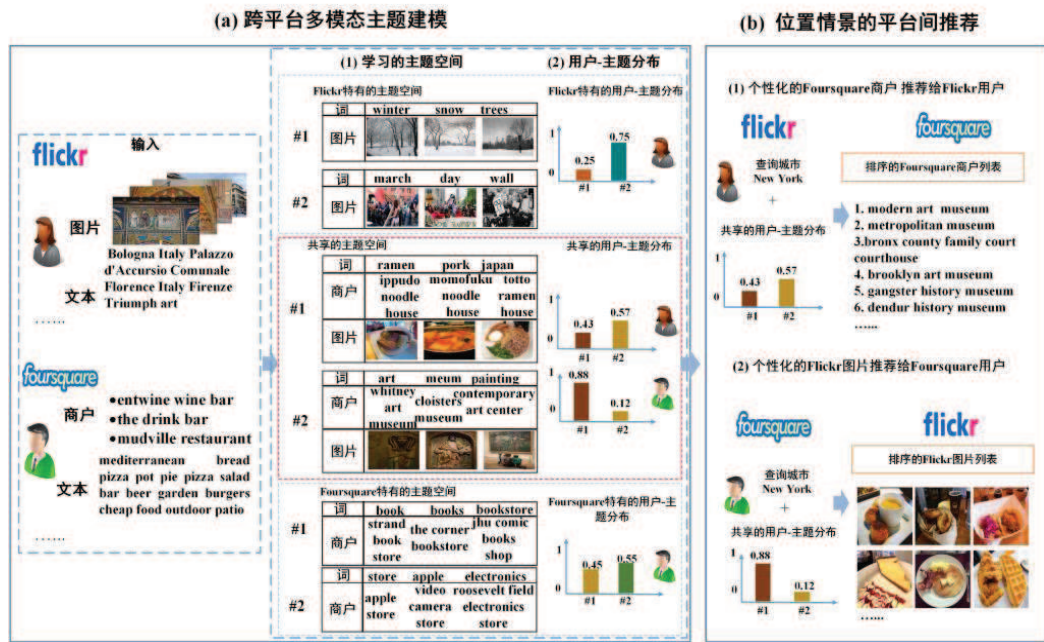 (a) 跨平台多模态主题建模
(b) 位置情景的平台间推荐
输入
flickr
图片
Bologna Italy Palazzo
d'Accursio Comunale
Florence Italy Firenze
Triumph art
文本
……
foursquare
商户
•entwine wine bar
•the drink bar
•mudville restaurant
文本
mediterranean bread
pizza pot pie pizza salad
bar beer garden burgers
cheap food outdoor patio
……
(1) 学习的主题空间
(2) 用户-主题分布
Flickr特有的主题空间
#1
词 winter snow trees
图片
#2
词 march day wall
图片
Flickr特有的用户-主题分布
1
0.75
0.25
0
#1 #2
共享的主题空间
#1
词 ramen pork japan
商户
ippudo momofuku totto
noodle noodle ramen
house house house
图片
#2
词 art meum painting
商户
whitney cloisters contemporary
art museum art center
museum
图片
共享的用户-主题分布
1
0.57
0.43
0
#1 #2
1
0.88
0.12
0
#1 #2
Foursquare特有的主题空间
#1
词 book books bookstore
商户
strand the corner jhu comic
book bookstore books
store shop
#2
词 store apple electronics
商户
apple video roosevelt field
store camera electronics
store store
Foursquare特有的用户-主
题分布
1
0.45 0.55
0
#1 #2
(1) 个性化的Foursquare商户 推荐给Flickr用户
flickr
foursquare
查询城市
New York
+
共享的用户-主题分布
1
0.57
0.43
0
#1 #2
排序的Foursquare商户列表
1. modern art museum
2. metropolitan museum
3.bronx county family court
courthouse
4. brooklyn art museum
5. gangster history museum
6. dendur history museum
…...
(2) 个性化的Flickr图片推荐给Foursquare用户
foursquare
flickr
查询城市
New York
+
共享的用户-主题分布
0.88
1
0.12
0
#1 #2
排序的Flickr图片列表
…...